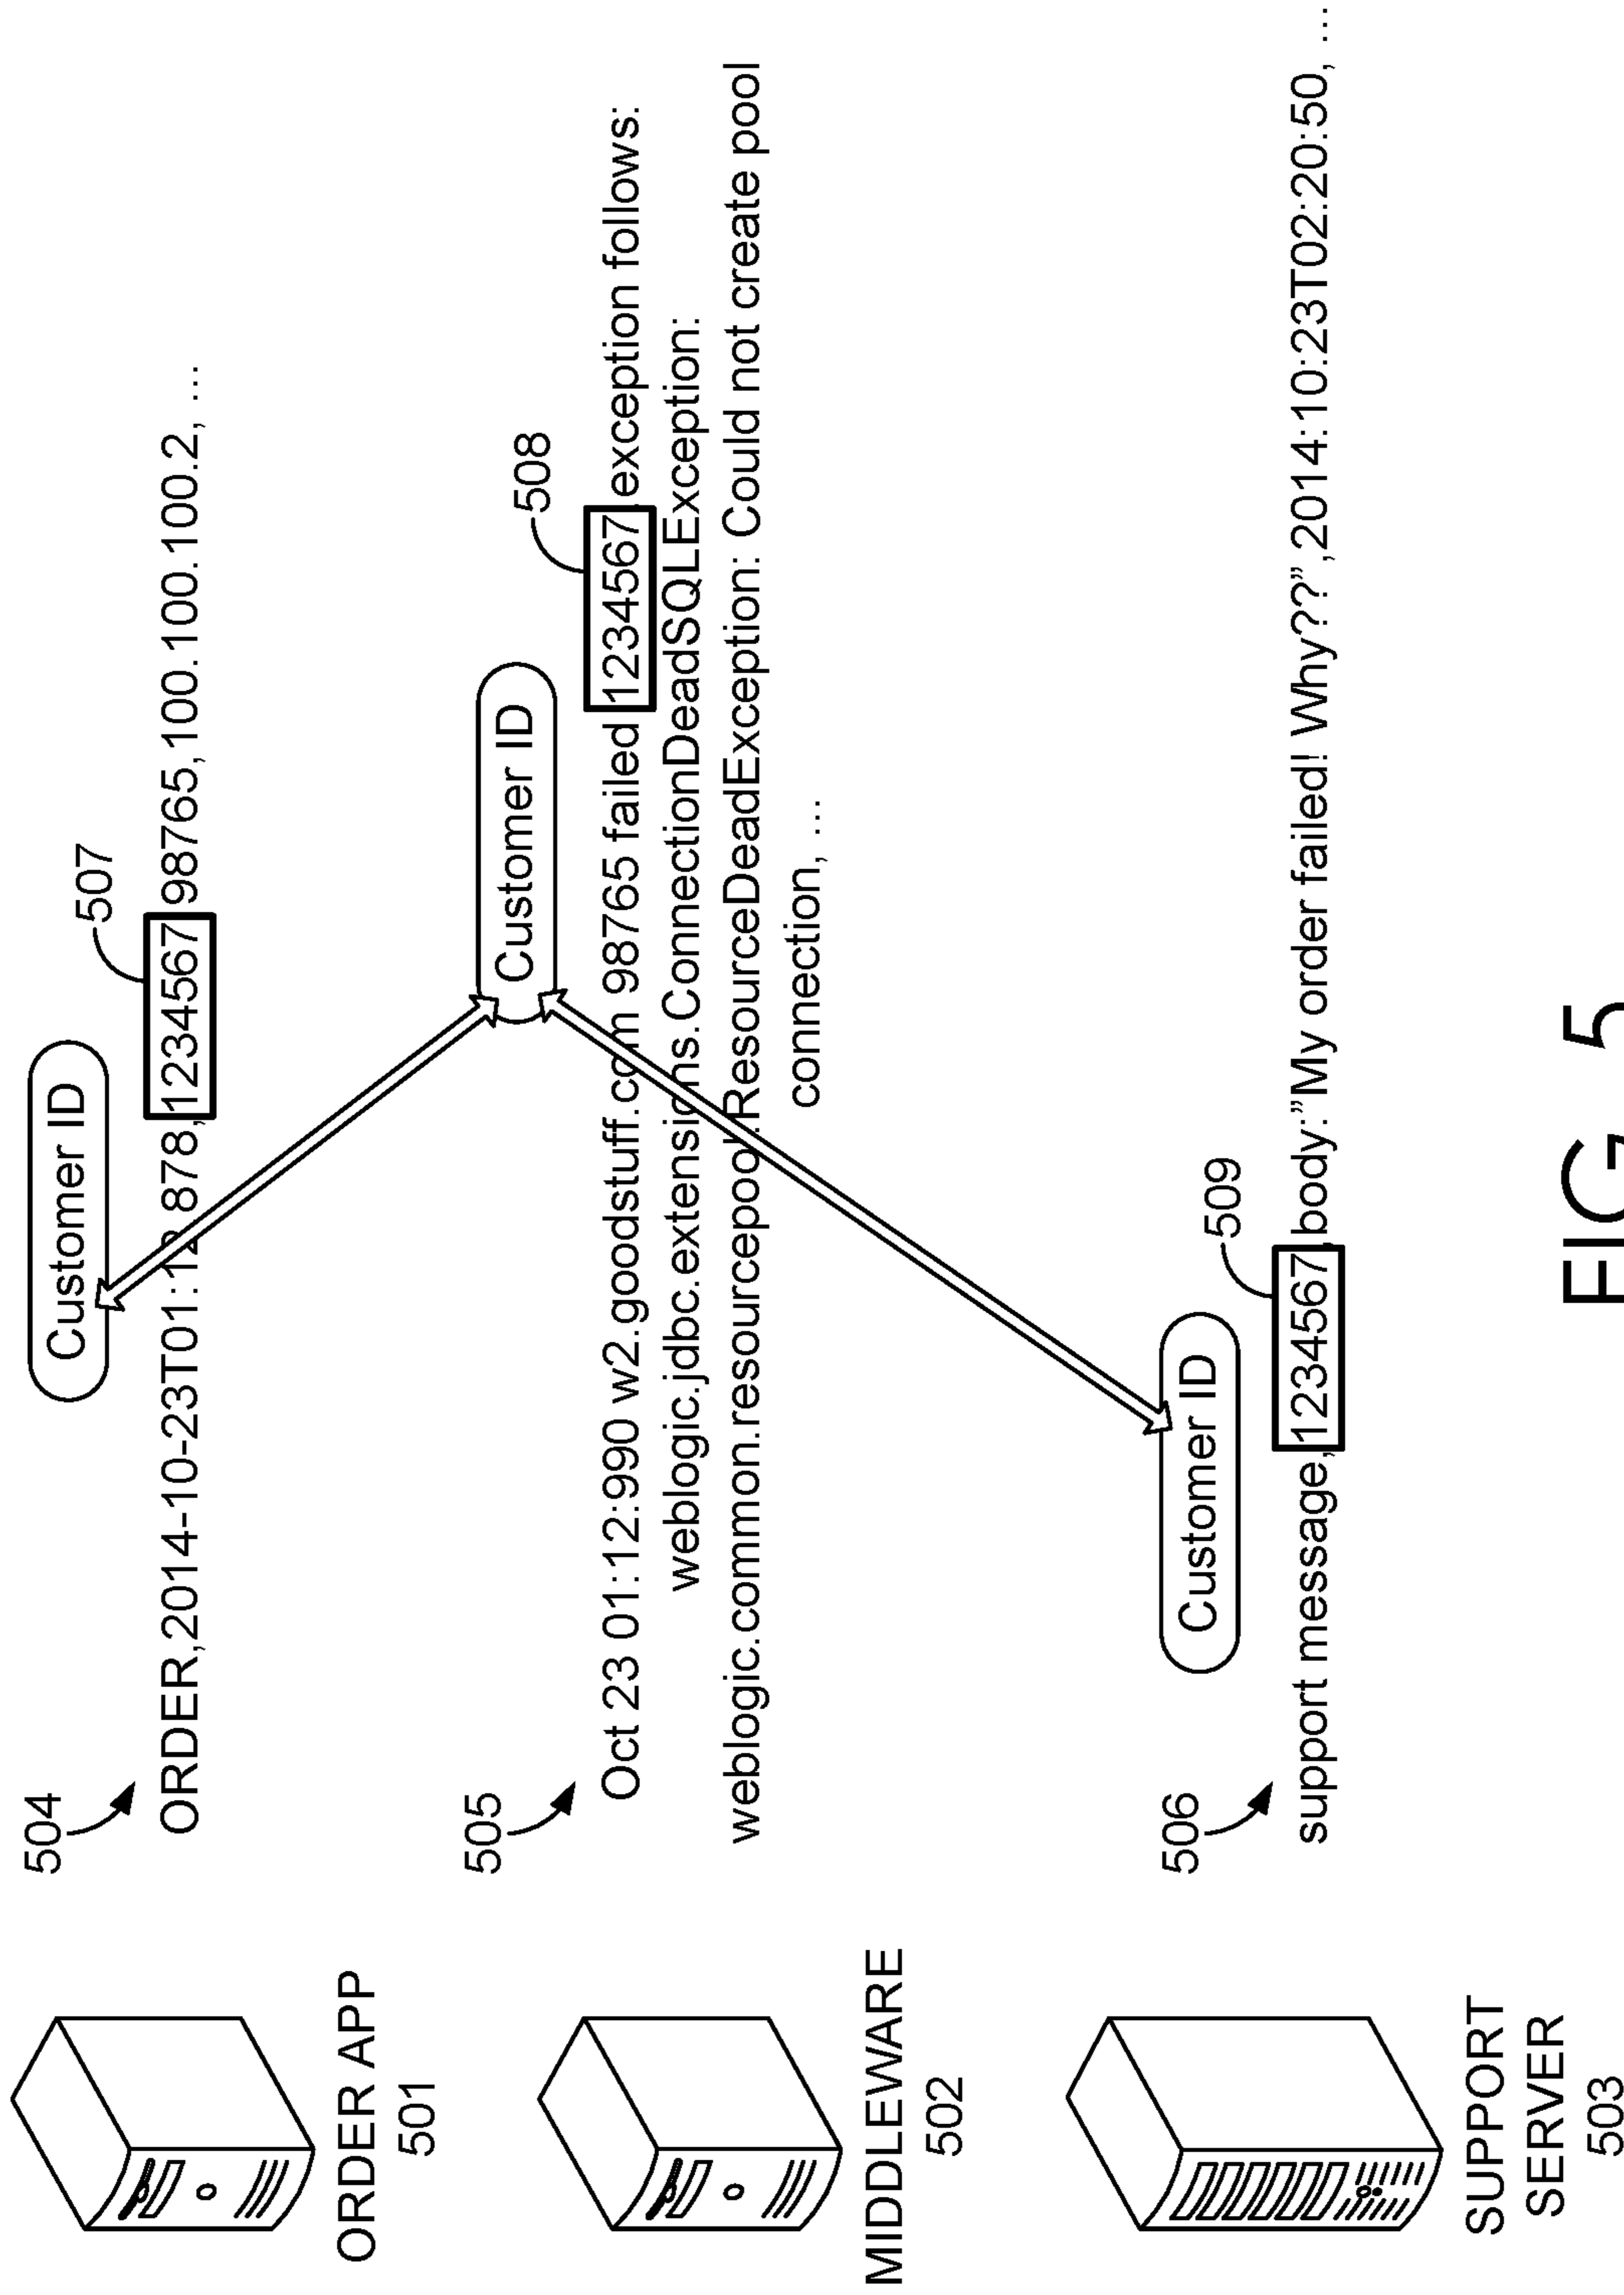 504
Customer ID
507
ORDER,2014-10-23T01:12 878,1234567 98765,100.100.100.2, …
ORDER APP
501
505
Customer ID
508
Oct 23 01:12:990 w2.goodstuff.com 98765 failed 1234567 exception follows:
weblogic.jdbc.extensions.ConnectionDeadSQLException:
weblogic.common.resourcepool.ResourceDeadException: Could not create pool
connection, …
MIDDLEWARE
502
506
Customer ID
509
support message,1234567,body:”My order failed! Why??”,2014:10:23T02:20:50, …
SUPPORT
SERVER
503
FIG. 5